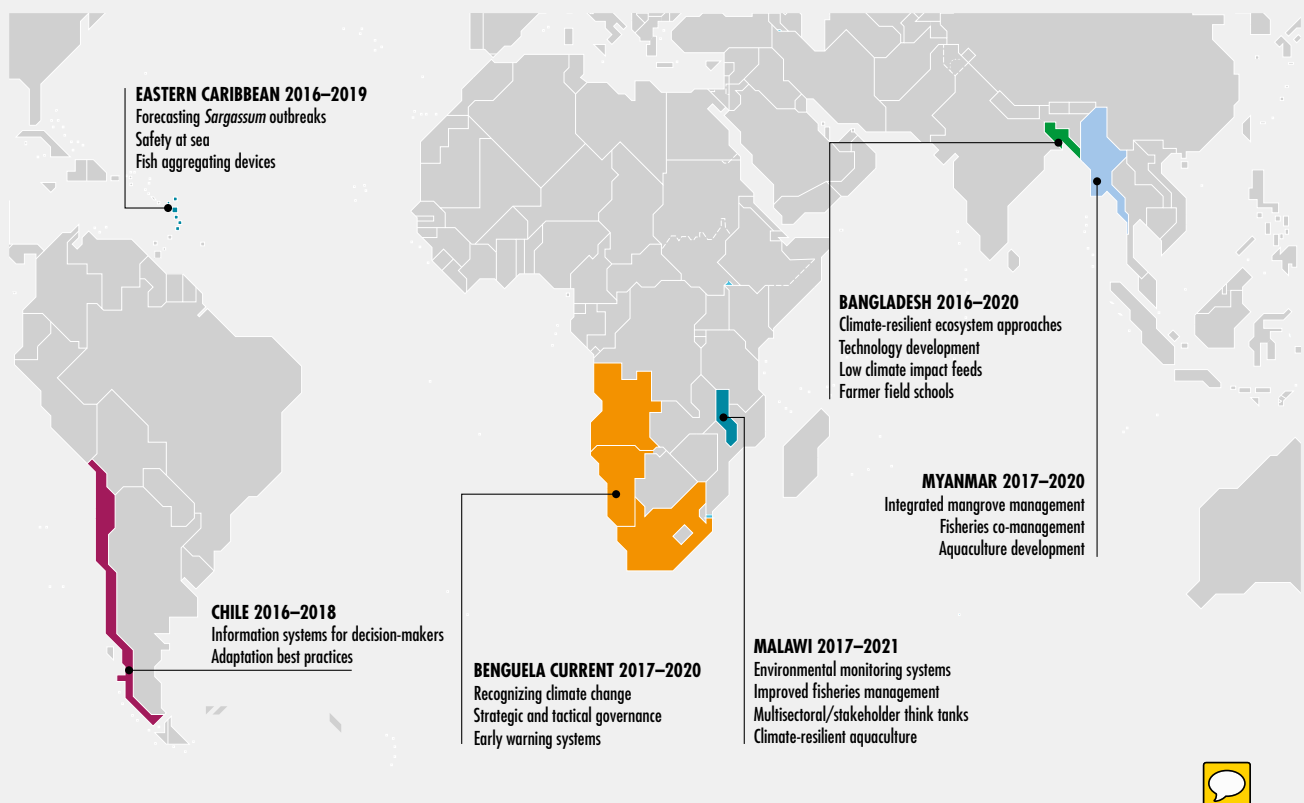 EASTERN CARIBBEAN 2016–2019
Forecasting Sargassum outbreaks
Safety at sea
Fish aggregating devices
BANGLADESH 2016–2020
Climate-resilient ecosystem approaches
Technology development
Low climate impact feeds
Farmer field schools
MYANMAR 2017–2020
Integrated mangrove management
Fisheries co-management
Aquaculture development
CHILE 2016–2018
Information systems for decision-makers
Adaptation best practices
BENGUELA CURRENT 2017–2020
Recognizing climate change
Strategic and tactical governance
Early warning systems
MALAWI 2017–2021
Environmental monitoring systems
Improved fisheries management
Multisectoral/stakeholder think tanks
Climate-resilient aquaculture